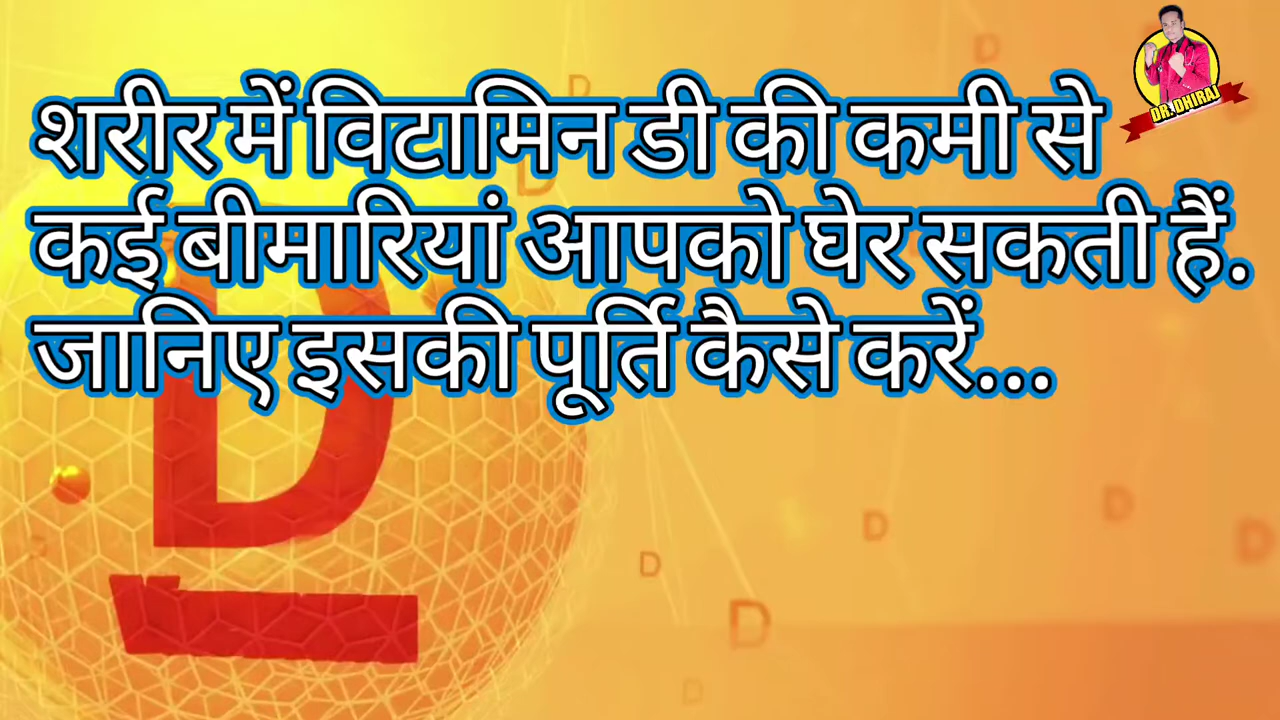 शरीर में विटामिन डी की कमी से
कई बीमारियां आपको घेर सकती हैं.
जानिए इसकी पूर्ति कैसे करें...
DR. DHIRAJ
D
D
D
D
D
D
D
D
D
D